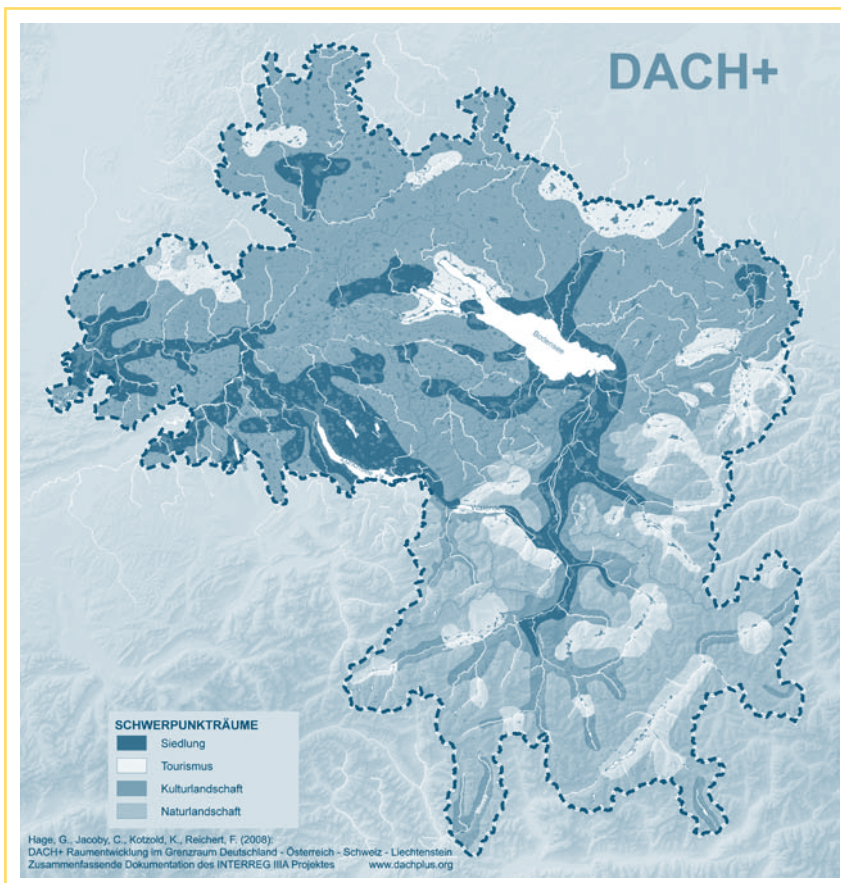 DACH+
Bodensee
SCHWERPUNKTRÄUME
Siedlung
Tourismus
Kulturlandschaft
Naturlandschaft
Hage, G., Jacoby, C., Kotzold, K., Reichert, F. (2008):
DACH+ Raumentwicklung im Grenzraum Deutschland - Österreich - Schweiz - Liechtenstein
Zusammenfassende Dokumentation des INTERREG IIIA Projektes www.dachplus.org